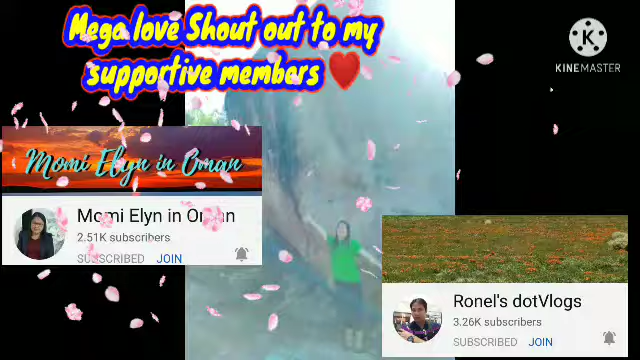 Mega love Shout out to my
supportive members ❤️
KINEMASTER
Momi Elyn in Oman
Momi Elyn in Oman
2.51K subscribers
SUBSCRIBED JOIN
Ronel's dotVlogs
3.26K subscribers
SUBSCRIBED JOIN